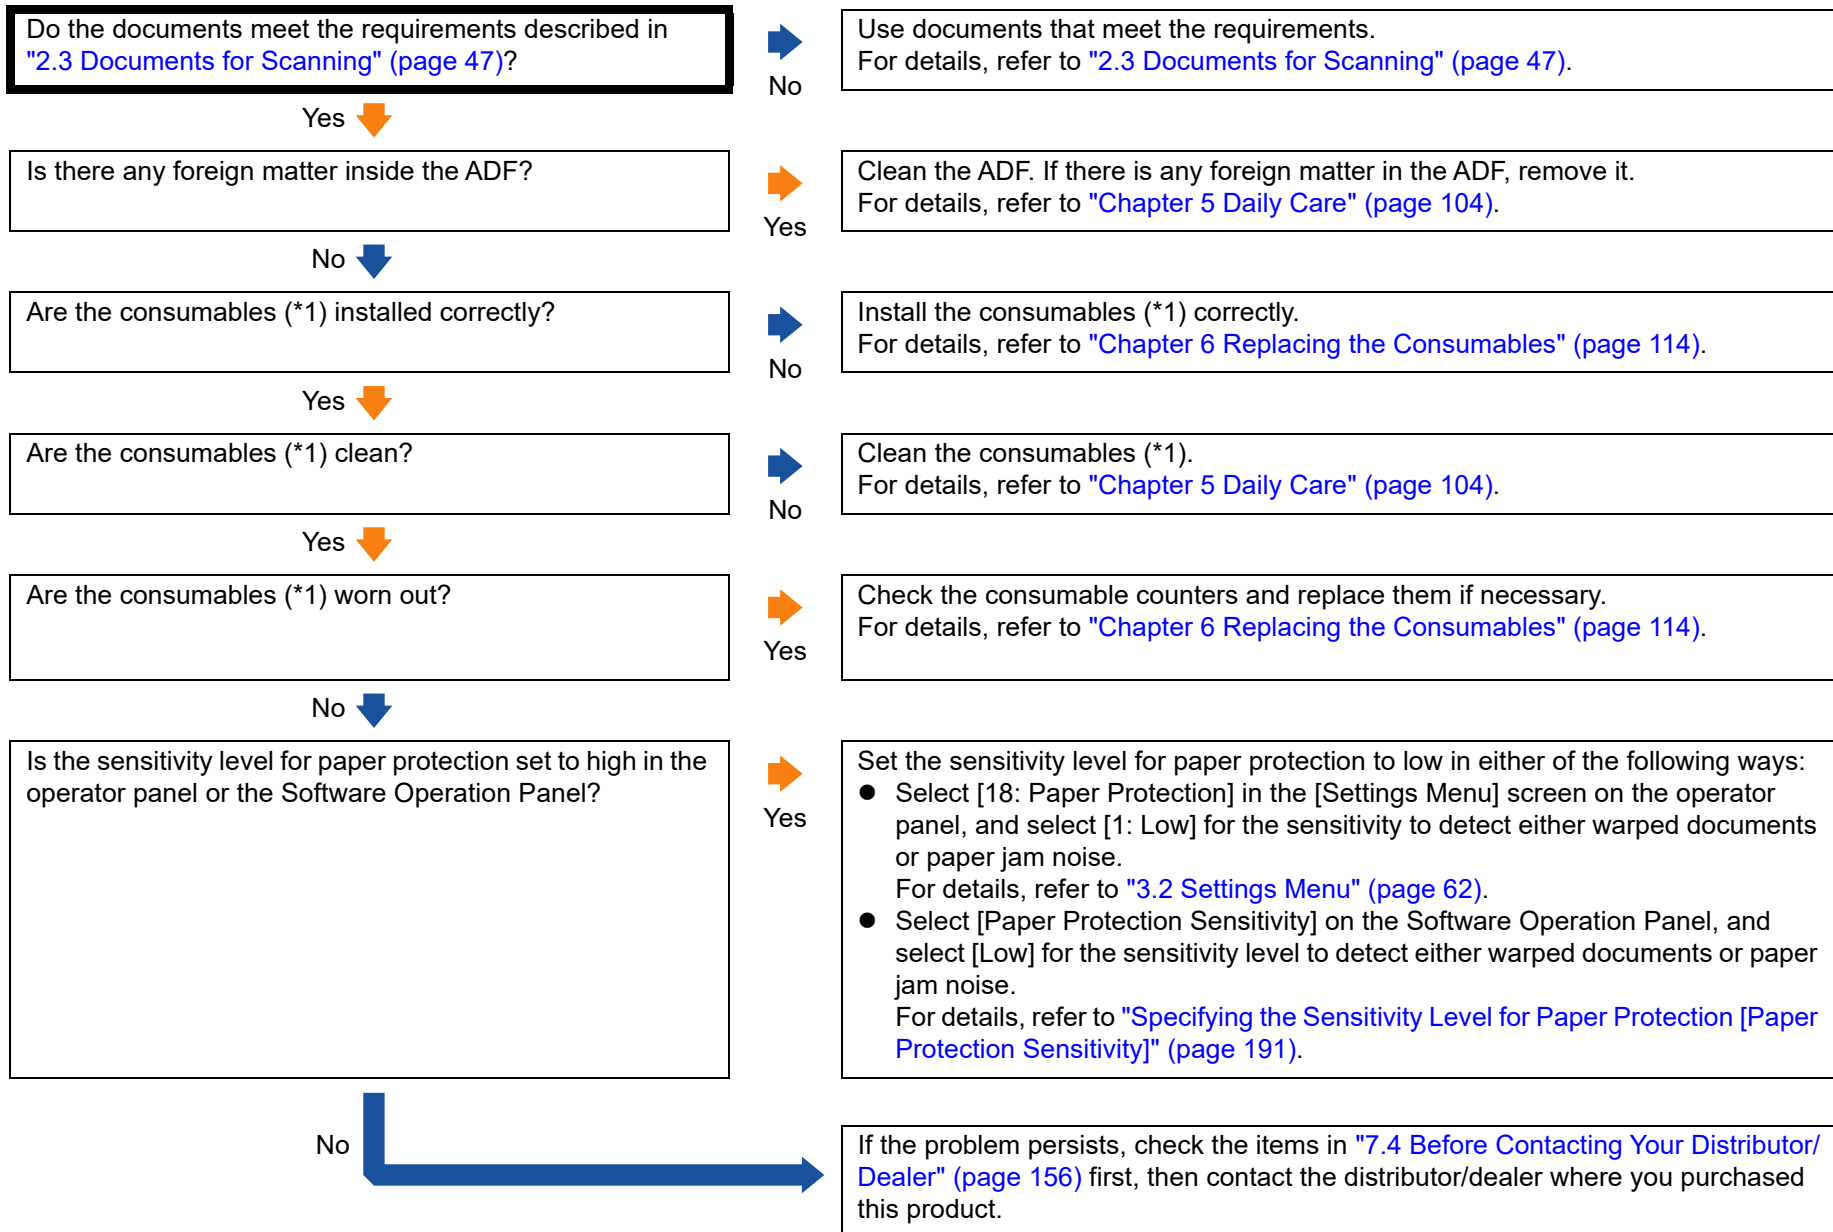 Do the documents meet the requirements described in
"2.3 Documents for Scanning" (page 47)?
No
Use documents that meet the requirements.
For details, refer to "2.3 Documents for Scanning" (page 47).
Yes
Is there any foreign matter inside the ADF?
Yes
Clean the ADF. If there is any foreign matter in the ADF, remove it.
For details, refer to "Chapter 5 Daily Care" (page 104).
No
Are the consumables (*1) installed correctly?
No
Install the consumables (*1) correctly.
For details, refer to "Chapter 6 Replacing the Consumables" (page 114).
Yes
Are the consumables (*1) clean?
No
Clean the consumables (*1).
For details, refer to "Chapter 5 Daily Care" (page 104).
Yes
Are the consumables (*1) worn out?
Yes
Check the consumable counters and replace them if necessary.
For details, refer to "Chapter 6 Replacing the Consumables" (page 114).
No
Is the sensitivity level for paper protection set to high in the
operator panel or the Software Operation Panel?
Yes
Set the sensitivity level for paper protection to low in either of the following ways:
● Select [18: Paper Protection] in the [Settings Menu] screen on the operator
panel, and select [1: Low] for the sensitivity to detect either warped documents
or paper jam noise.
For details, refer to "3.2 Settings Menu" (page 62).
● Select [Paper Protection Sensitivity] on the Software Operation Panel, and
select [Low] for the sensitivity level to detect either warped documents or paper
jam noise.
For details, refer to "Specifying the Sensitivity Level for Paper Protection [Paper
Protection Sensitivity]" (page 191).
No
If the problem persists, check the items in "7.4 Before Contacting Your Distributor/
Dealer" (page 156) first, then contact the distributor/dealer where you purchased
this product.